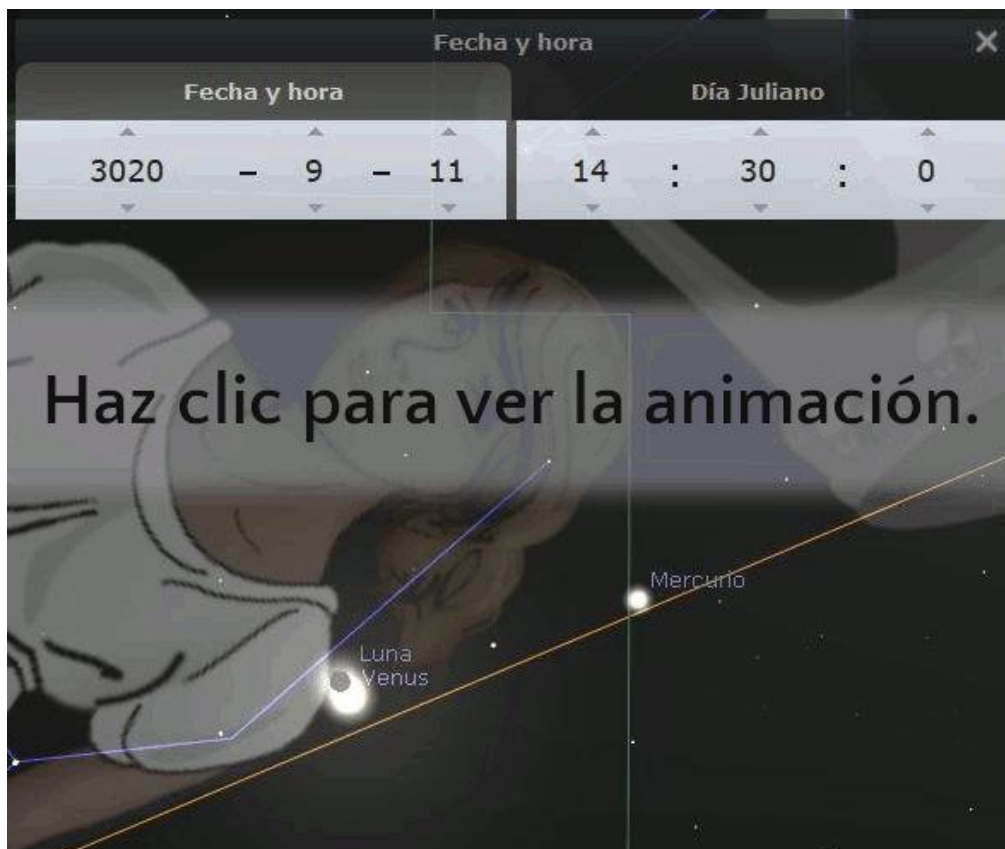 Fecha y hora
Fecha y hora Día Juliano
3020 - 9 - 11 14 : 30 : 0
Haz clic para ver la animación.
Mercurio
Luna
Venus